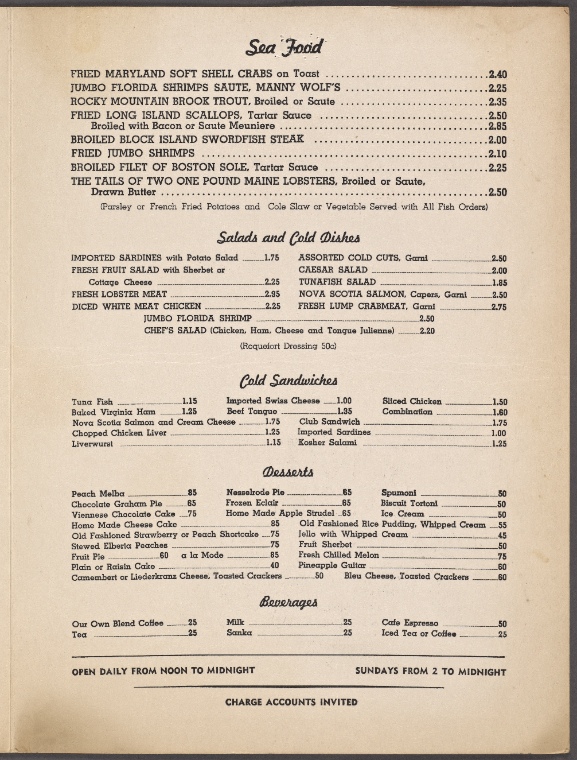 Sea Food
FRIED MARYLAND SOFT SHELL CRABS on Toast 2.40
JUMBO FLORIDA SHRIMPS SAUTE, MANNY WOLF'S 2.25
ROCKY MOUNTAIN BROOK TROUT, Broiled or Saute 2.35
FRIED LONG ISLAND SCALLOPS, Tartar Sauce 2.50
Broiled with Bacon or Saute Meuniere 2.85
BROILED BLOCK ISLAND SWORDFISH STEAK 2.00
FRIED JUMBO SHRIMPS 2.10
BROILED FILET OF BOSTON SOLE, Tartar Sauce 2.25
THE TAILS OF TWO ONE POUND MAINE LOBSTERS, Broiled or Saute,
Drawn Butter 2.50
(Parsley or French Fried Potatoes and Cole Slaw or Vegetable Served with All Fish Orders)
Salads and Cold Dishes
IMPORTED SARDINES with Potato Salad 1.75 ASSORTED COLD CUTS, Garni 2.50
FRESH FRUIT SALAD with Sherbet or CAESAR SALAD 2.00
Cottage Cheese 2.25 TUNAFISH SALAD 1.85
FRESH LOBSTER MEAT 2.95 NOVA SCOTIA SALMON, Capers, Garni 2.50
DICED WHITE MEAT CHICKEN 2.25 FRESH LUMP CRABMEAT, Garni 2.75
JUMBO FLORIDA SHRIMP 2.50
CHEF'S SALAD (Chicken, Ham, Cheese and Tongue Julienne) 2.20
(Roquefort Dressing 50c)
Cold Sandwiches
Tuna Fish 1.15 Imported Swiss Cheese 1.00 Sliced Chicken 1.50
Baked Virginia Ham 1.25 Beef Tongue 1.35 Combination 1.60
Nova Scotia Salmon and Cream Cheese 1.75 Club Sandwich 1.75
Chopped Chicken Liver 1.25 Imported Sardines 1.00
Liverwurst 1.15 Kosher Salami 1.25
Desserts
Peach Melba 85 Nesselrode Pie 65 Spumoni 50
Chocolate Graham Pie 65 Frozen Eclair 65 Biscuit Tortoni 50
Viennese Chocolate Cake 75 Home Made Apple Strudel 65 Ice Cream 50
Home Made Cheese Cake 85 Old Fashioned Rice Pudding, Whipped Cream 55
Old Fashioned Strawberry or Peach Shortcake 75 Jello with Whipped Cream 45
Stewed Elberta Peaches 75 Fruit Sherbet 50
Fruit Pie 60 a la Mode 85 Fresh Chilled Melon 75
Plain or Raisin Cake 40 Pineapple Guitar 60
Camembert or Liederkranz Cheese, Toasted Crackers 50 Bleu Cheese, Toasted Crackers 60
Beverages
Our Own Blend Coffee 25 Milk 25 Cafe Espresso 50
Tea 25 Sanka 25 Iced Tea or Coffee 25
OPEN DAILY FROM NOON TO MIDNIGHT SUNDAYS FROM 2 TO MIDNIGHT
CHARGE ACCOUNTS INVITED